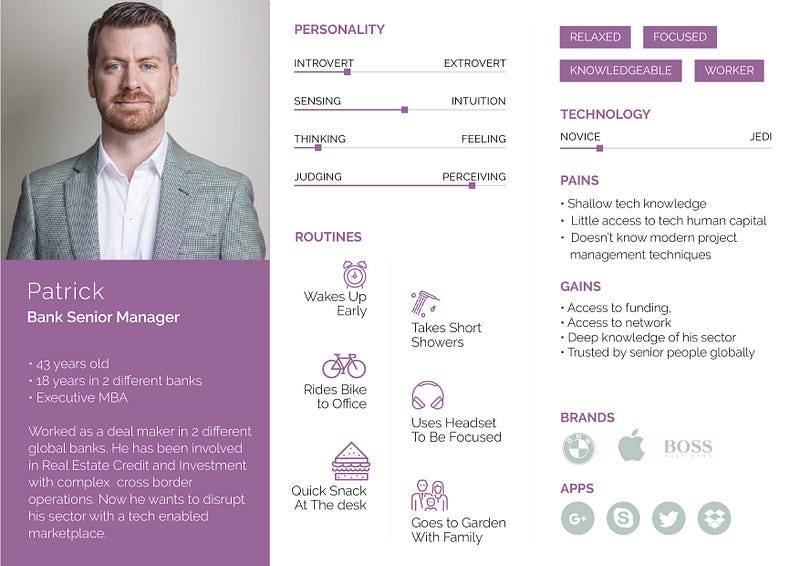 Patrick
Bank Senior Manager
• 43 years old
• 18 years in 2 different banks
• Executive MBA
Worked as a deal maker in 2 different
global banks. He has been involved
in Real Estate Credit and Investment
with complex cross border
operations. Now he wants to disrupt
his sector with a tech enabled
marketplace.
PERSONALITY
INTROVERT EXTROVERT
SENSING INTUITION
THINKING FEELING
JUDGING PERCEIVING
ROUTINES
Wakes Up
Early
Takes Short
Showers
Rides Bike
to Office
Uses Headset
To Be Focused
Quick Snack
At The desk
Goes to Garden
With Family
RELAXED FOCUSED
KNOWLEDGEABLE WORKER
TECHNOLOGY
NOVICE JEDI
PAINS
• Shallow tech knowledge
• Little access to tech human capital
• Doesn't know modern project
management techniques
GAINS
• Access to funding,
• Access to network
• Deep knowledge of his sector
• Trusted by senior people globally
BRANDS
BMW
BOSS
HUGO BOSS
APPS
G+
S